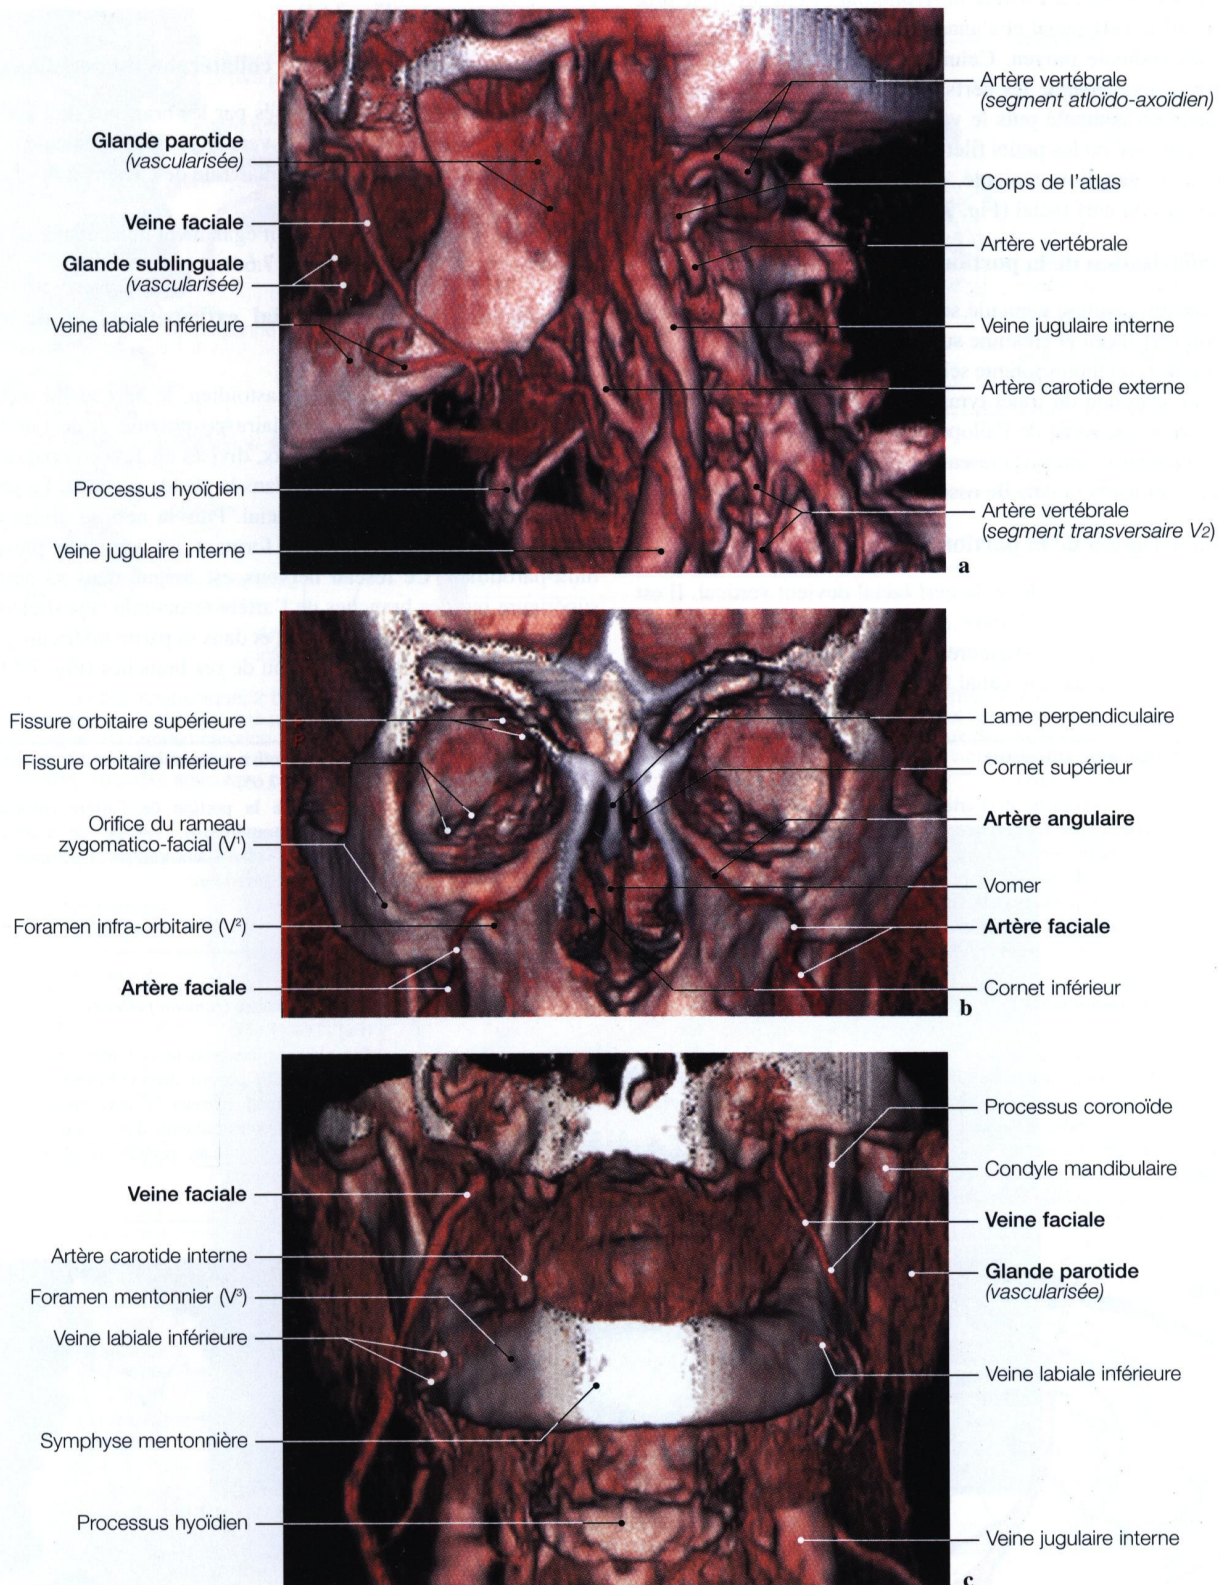 Glande parotide
(vascularisée)
Veine faciale
Glande sublinguale
(vascularisée)
Veine labiale inférieure
Processus hyoïdien
Veine jugulaire interne
Artère vertébrale
(segment atloïdo-axoïdien)
Corps de l'atlas
Artère vertébrale
Veine jugulaire interne
Artère carotide externe
Artère vertébrale
(segment transversaire V2)
a
Fissure orbitaire supérieure
Fissure orbitaire inférieure
Orifice du rameau
zygomatico-facial (V¹)
Foramen infra-orbitaire (V²)
Artère faciale
Lame perpendiculaire
Cornet supérieur
Artère angulaire
Vomer
Artère faciale
Cornet inférieur
b
Veine faciale
Artère carotide interne
Foramen mentonnier (V³)
Veine labiale inférieure
Symphyse mentonnière
Processus hyoïdien
Processus coronoïde
Condyle mandibulaire
Veine faciale
Glande parotide
(vascularisée)
Veine labiale inférieure
Veine jugulaire interne
c